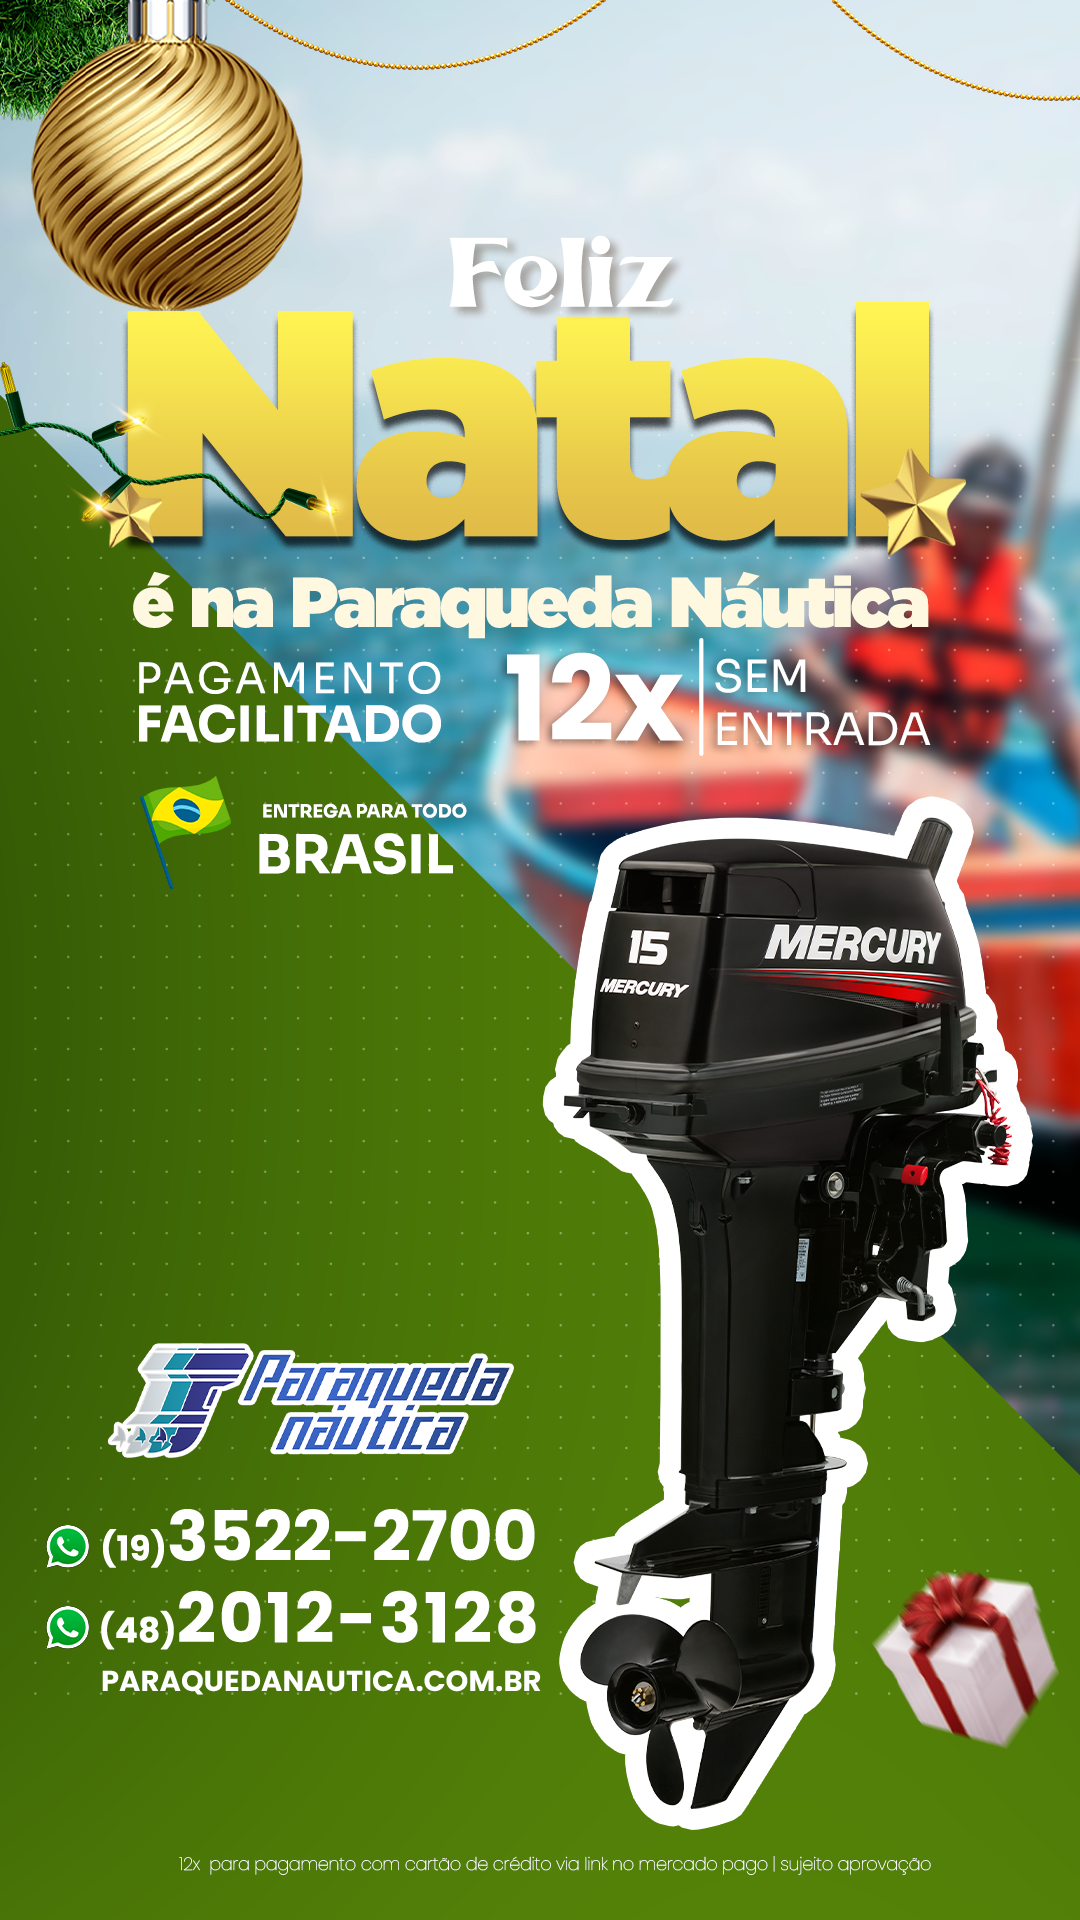 Feliz
Natal
é na Paraqueda Náutica
PAGAMENTO
FACILITADO
12x
SEM
ENTRADA
ENTREGA PARA TODO
BRASIL
15
MERCURY
MERCURY
Paraqueda
náutica
(19)3522-2700
(48)2012-3128
PARAQUEDANAUTICA.COM.BR
12x para pagamento com cartão de crédito via link no mercado pago | sujeito aprovação